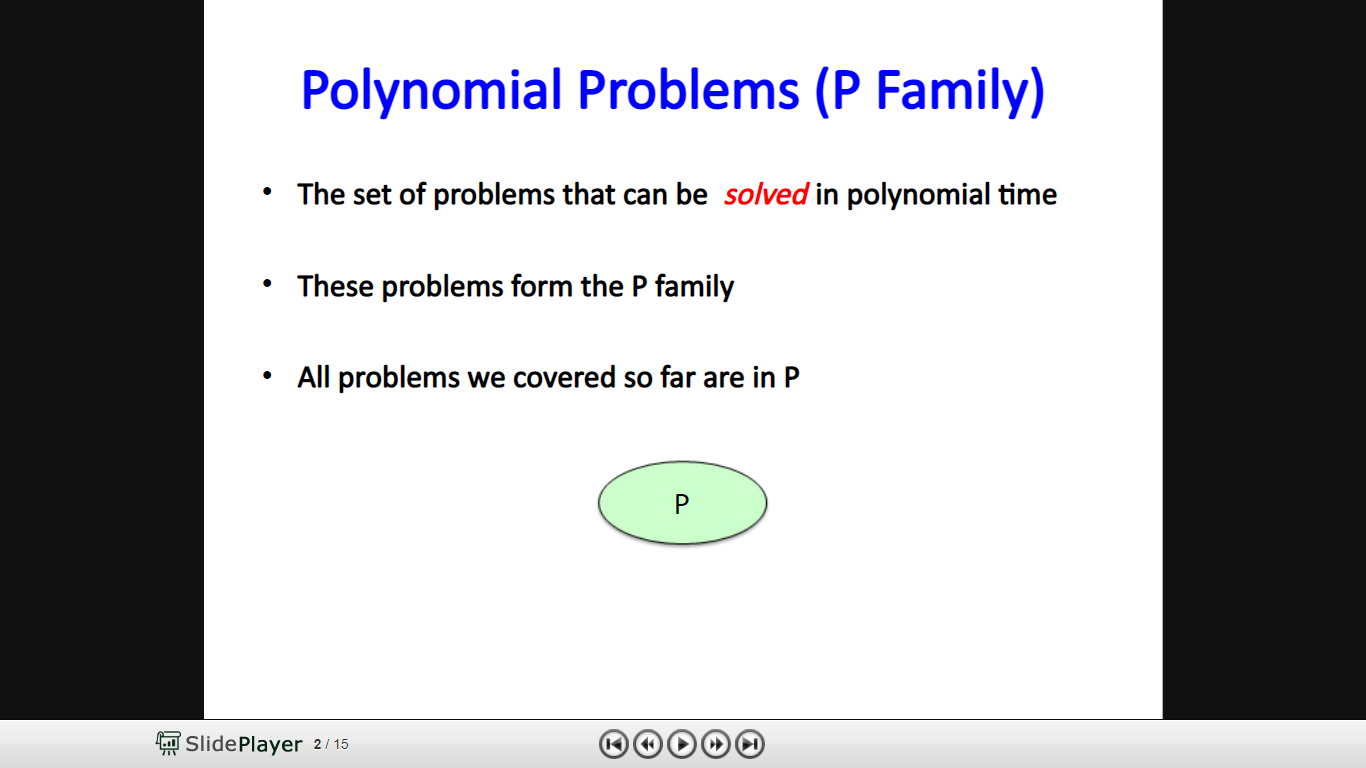 Polynomial Problems (P Family)
• The set of problems that can be solved in polynomial time
• These problems form the P family
• All problems we covered so far are in P
P
SlidePlayer 2 / 15